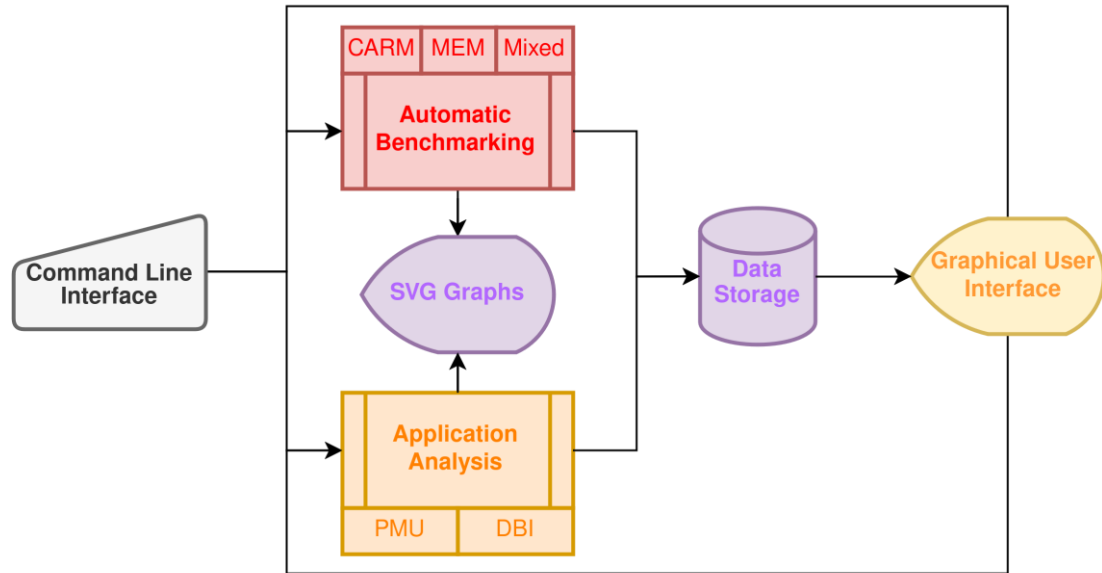 CARM MEM Mixed
Automatic
Benchmarking
Command Line
Interface
SVG Graphs
Data
Storage
Graphical User
Interface
Application
Analysis
PMU DBI